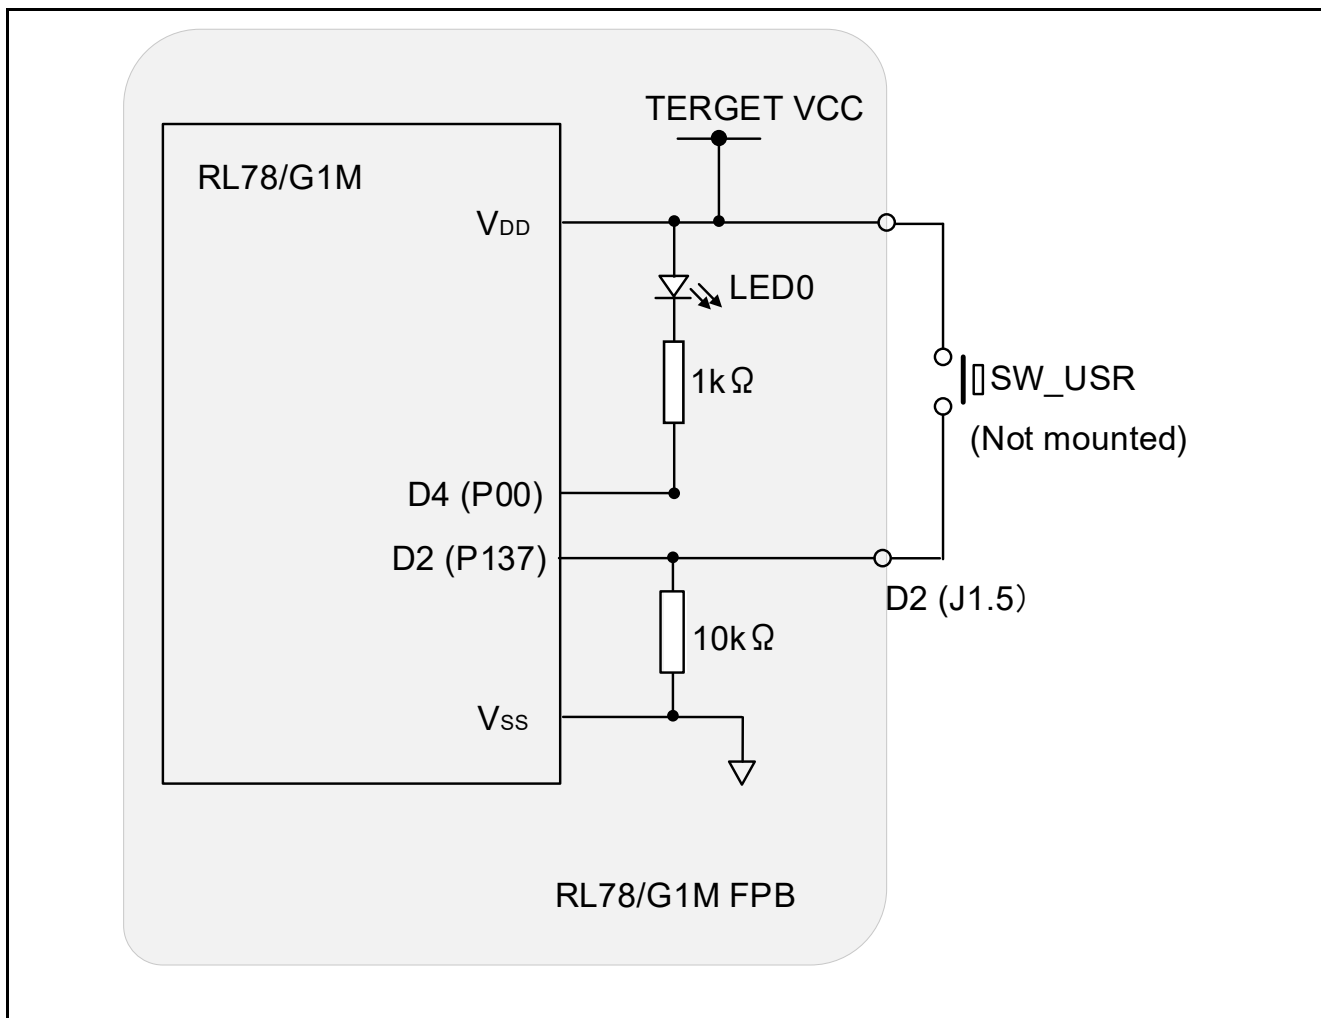 TERGET VCC
RL78/G1M
VDD
LED0
1kΩ
SW_USR
(Not mounted)
D4 (P00)
D2 (P137)
D2 (J1.5）
10kΩ
VSS
RL78/G1M FPB